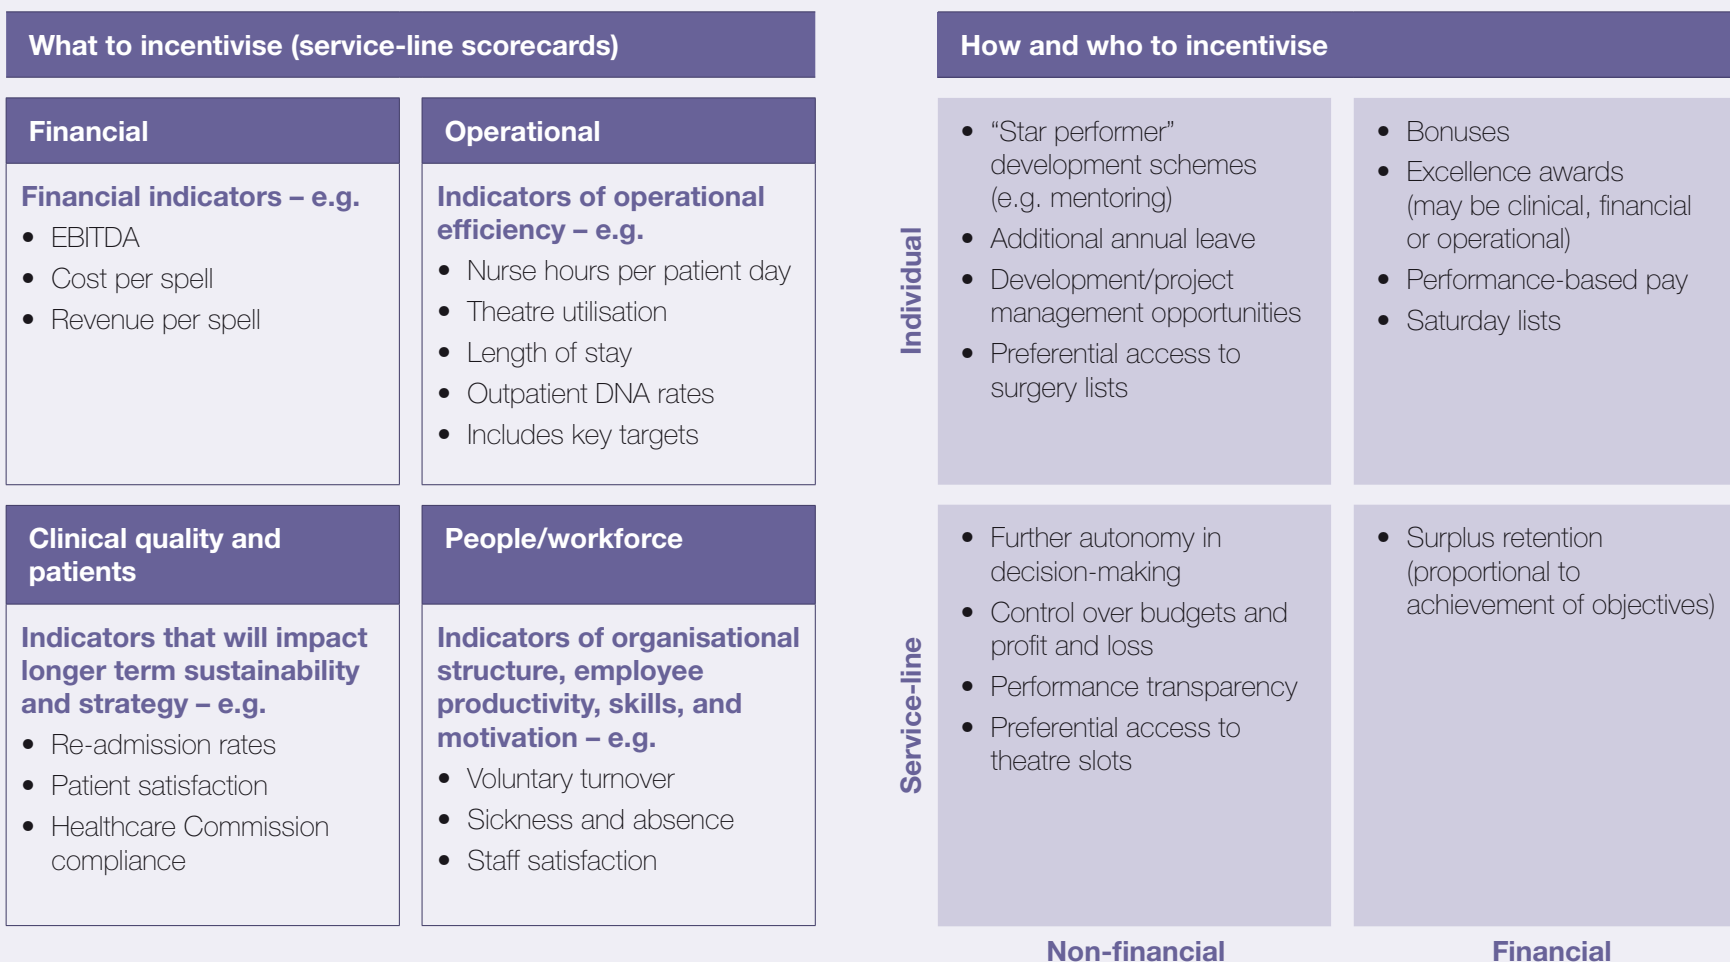 What to incentivise (service-line scorecards)
Financial
Financial indicators – e.g.
• EBITDA
• Cost per spell
• Revenue per spell
Operational
Indicators of operational
efficiency – e.g.
• Nurse hours per patient day
• Theatre utilisation
• Length of stay
• Outpatient DNA rates
• Includes key targets
Clinical quality and
patients
Indicators that will impact
longer term sustainability
and strategy – e.g.
• Re-admission rates
• Patient satisfaction
• Healthcare Commission
compliance
People/workforce
Indicators of organisational
structure, employee
productivity, skills, and
motivation – e.g.
• Voluntary turnover
• Sickness and absence
• Staff satisfaction
How and who to incentivise
Individual
• “Star performer”
development schemes
(e.g. mentoring)
• Additional annual leave
• Development/project
management opportunities
• Preferential access to
surgery lists
• Bonuses
• Excellence awards
(may be clinical, financial
or operational)
• Performance-based pay
• Saturday lists
Service-line
• Further autonomy in
decision-making
• Control over budgets and
profit and loss
• Performance transparency
• Preferential access to
theatre slots
• Surplus retention
(proportional to
achievement of objectives)
Non-financial
Financial